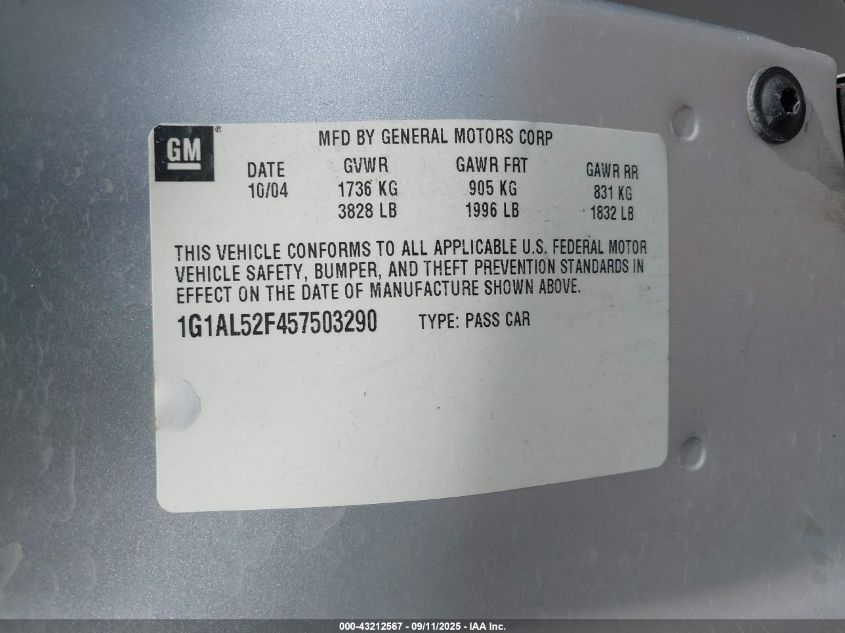 GM
MFD BY GENERAL MOTORS CORP
DATE GVWR GAWR FRT GAWR RR
10/04 1736 KG 905 KG 831 KG
3828 LB 1996 LB 1832 LB
THIS VEHICLE CONFORMS TO ALL APPLICABLE U.S. FEDERAL MOTOR
VEHICLE SAFETY, BUMPER, AND THEFT PREVENTION STANDARDS IN
EFFECT ON THE DATE OF MANUFACTURE SHOWN ABOVE.
1G1AL52F457503290 TYPE: PASS CAR
000-43212567 - 09/11/2025 - IAA Inc.